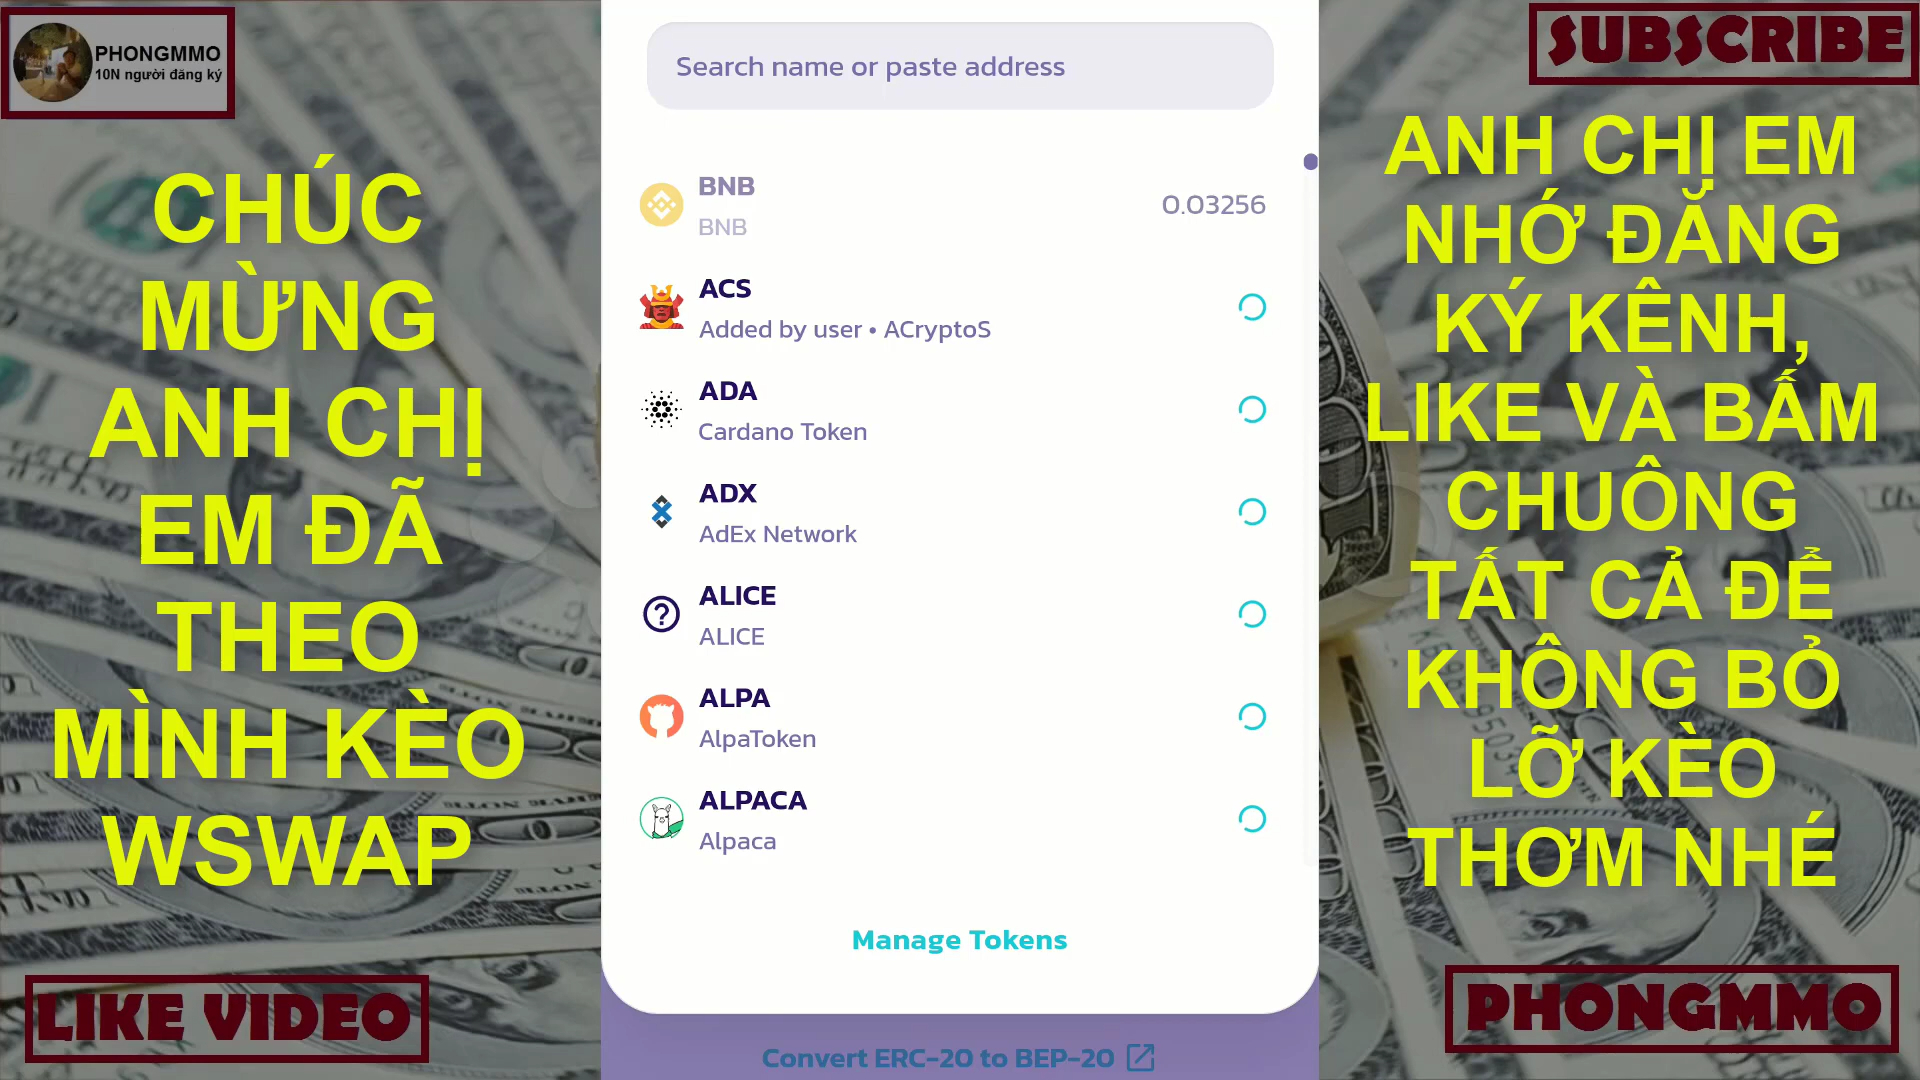 PHONGMMO
10N người đăng ký
CHÚC
MỪNG
ANH CHỊ
EM ĐÃ
THEO
MÌNH KÈO
WSWAP
LIKE VIDEO
Search name or paste address
BNB
BNB
0.03256
ACS
Added by user • ACryptoS
ADA
Cardano Token
ADX
AdEx Network
ALICE
ALICE
ALPA
AlpaToken
ALPACA
Alpaca
Manage Tokens
Convert ERC-20 to BEP-20
SUBSCRIBE
ANH CHỊ EM
NHỚ ĐĂNG
KÝ KÊNH,
LIKE VÀ BẤM
CHUÔNG
TẤT CẢ ĐỂ
KHÔNG BỎ
LỠ KÈO
THƠM NHÉ
PHONGMMO